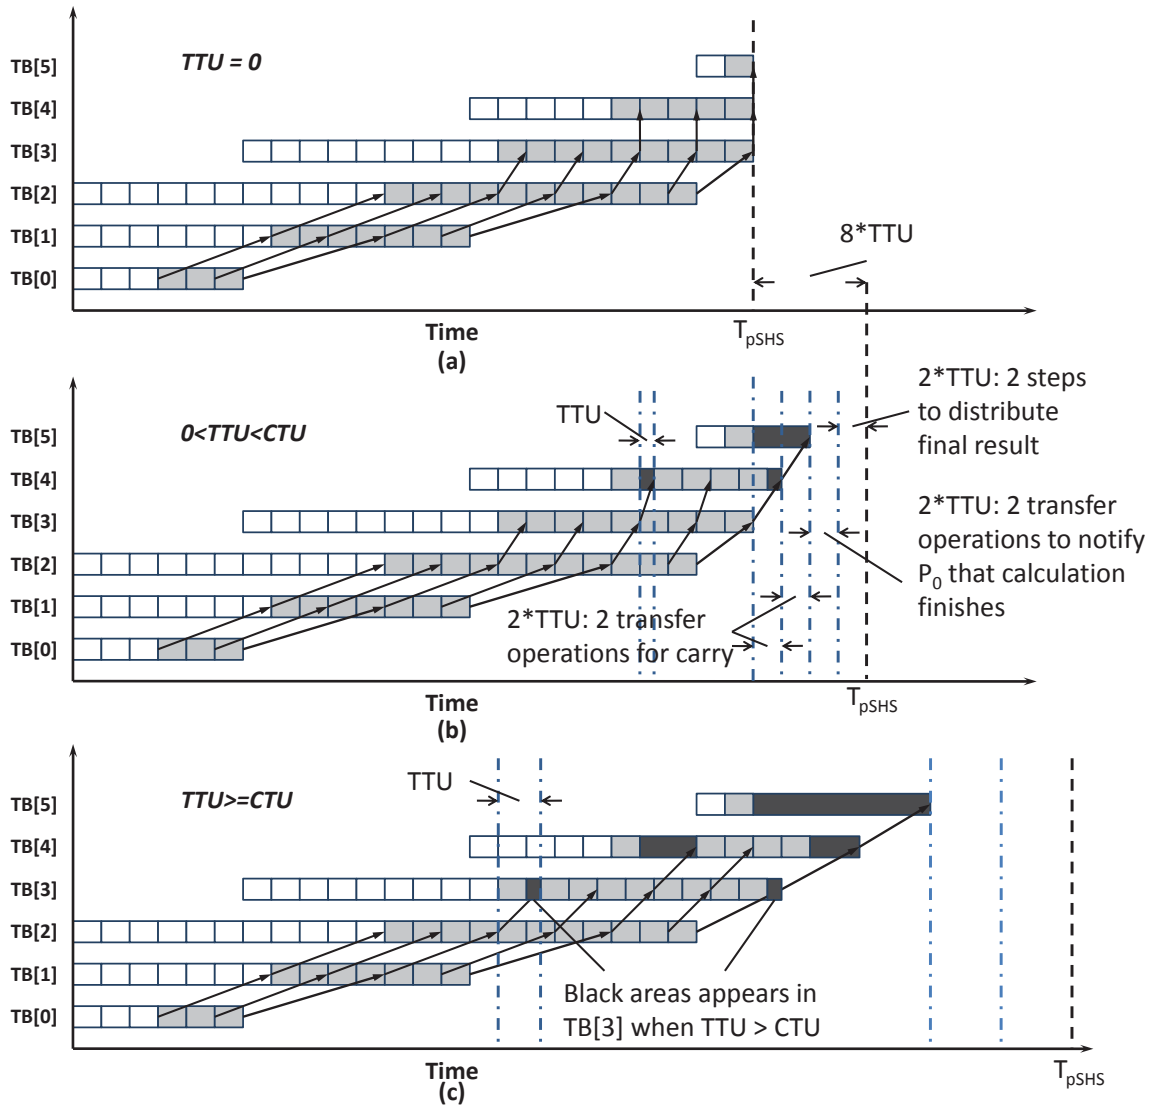 TTU = 0
TB[5]
TB[4]
TB[3]
TB[2]
TB[1]
TB[0]
8*TTU
Time
TpSHS
(a)
0<TTU<CTU
TTU
TB[5]
TB[4]
TB[3]
TB[2]
TB[1]
TB[0]
2*TTU: 2 steps
to distribute
final result
2*TTU: 2 transfer
operations to notify
P0 that calculation
finishes
2*TTU: 2 transfer
operations for carry
Time
TpSHS
(b)
TTU>=CTU
TTU
TB[5]
TB[4]
TB[3]
TB[2]
TB[1]
TB[0]
Black areas appears in
TB[3] when TTU > CTU
Time
TpSHS
(c)